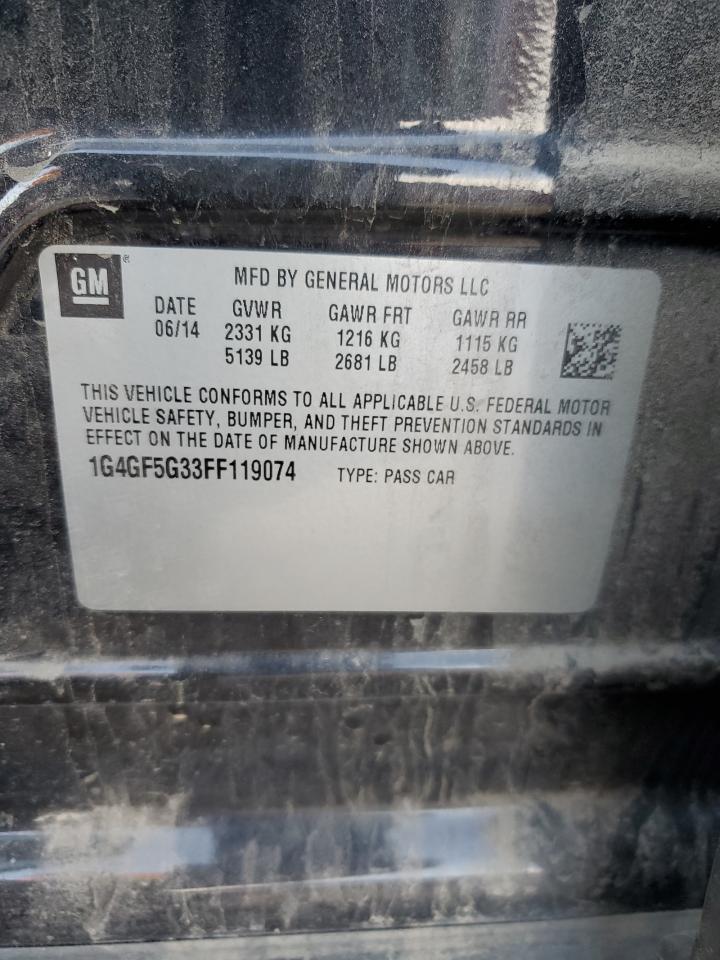 GM®
MFD BY GENERAL MOTORS LLC
DATE GVWR GAWR FRT GAWR RR
06/14 2331 KG 1216 KG 1115 KG
5139 LB 2681 LB 2458 LB
THIS VEHICLE CONFORMS TO ALL APPLICABLE U.S. FEDERAL MOTOR
VEHICLE SAFETY, BUMPER, AND THEFT PREVENTION STANDARDS IN
EFFECT ON THE DATE OF MANUFACTURE SHOWN ABOVE.
1G4GF5G33FF119074 TYPE: PASS CAR